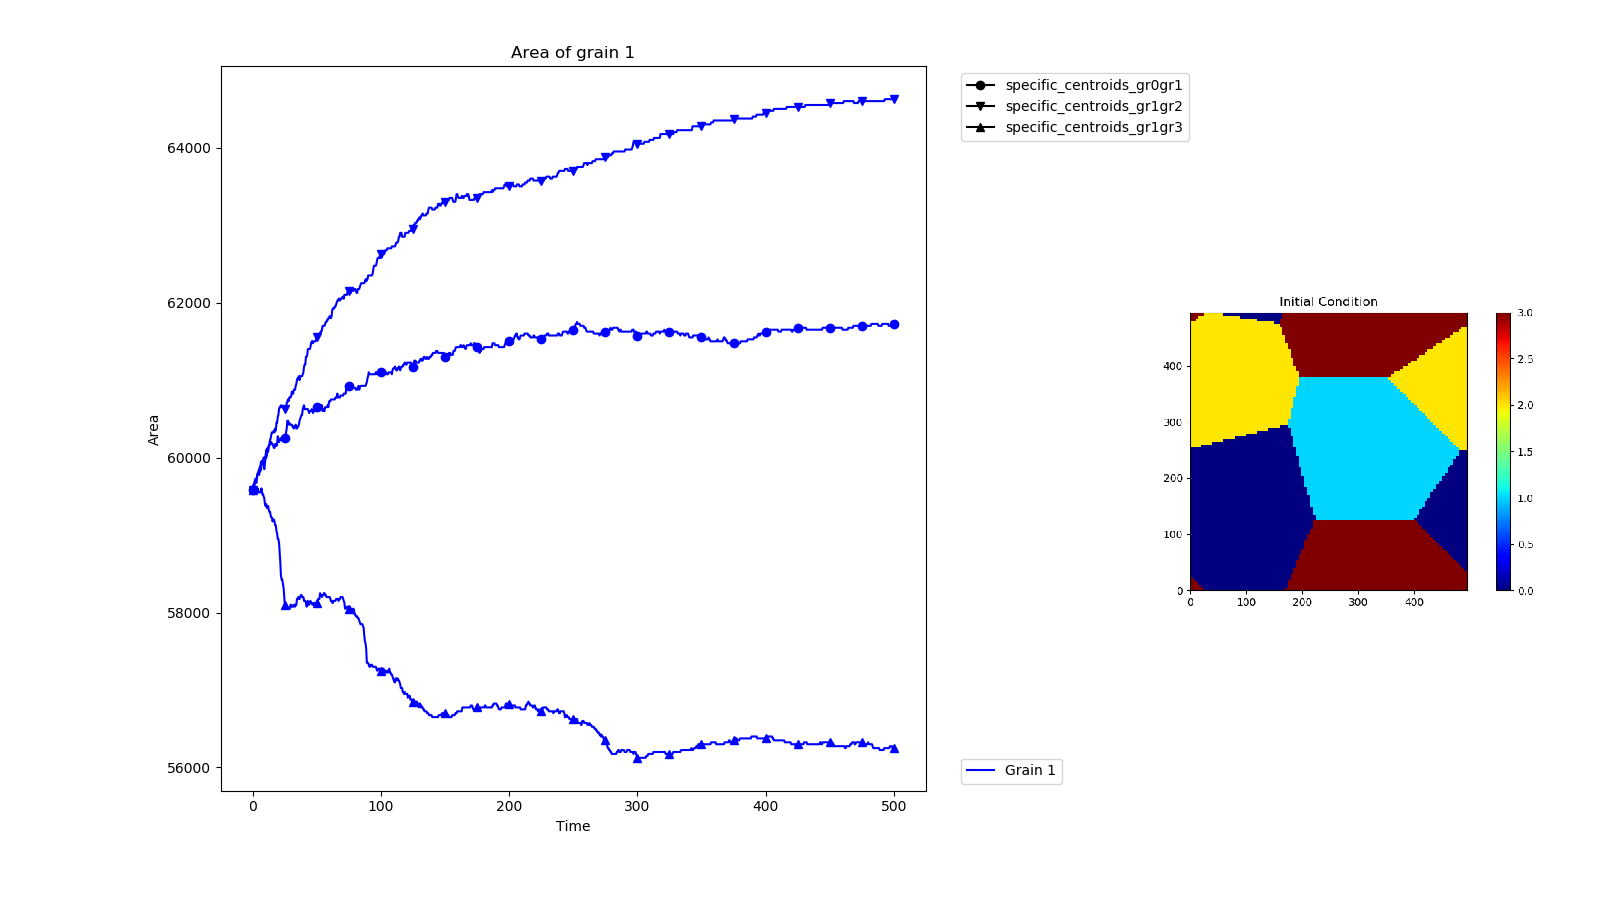 Area of grain 1
Area
64000
62000
60000
58000
56000
0 100 200 300 400 500
Time
specific_centroids_gr0gr1
specific_centroids_gr1gr2
specific_centroids_gr1gr3
Grain 1
Initial Condition
400
300
200
100
0
0 100 200 300 400
3.0
2.5
2.0
1.5
1.0
0.5
0.0